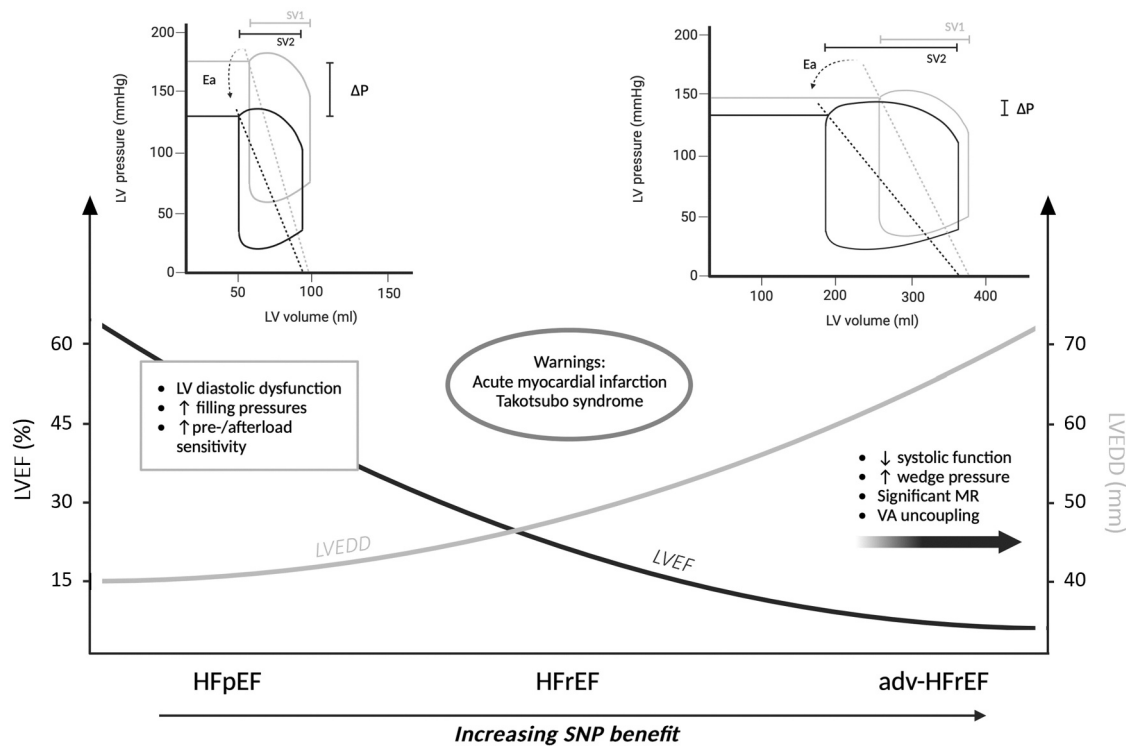 SV1
SV2
200
150
100
50
0
LV pressure (mmHg)
Ea
ΔP
50
100
150
LV volume (ml)
SV1
SV2
200
150
100
50
0
LV pressure (mmHg)
Ea
ΔP
100
200
300
400
LV volume (ml)
60
45
30
15
LVEF (%)
• LV diastolic dysfunction
• ↑ filling pressures
• ↑pre-/afterload
sensitivity
Warnings:
Acute myocardial infarction
Takotsubo syndrome
• ↓ systolic function
• ↑ wedge pressure
• Significant MR
• VA uncoupling
70
60
50
40
LVEDD (mm)
LVEDD
LVEF
HFpEF
HFrEF
adv-HFrEF
Increasing SNP benefit